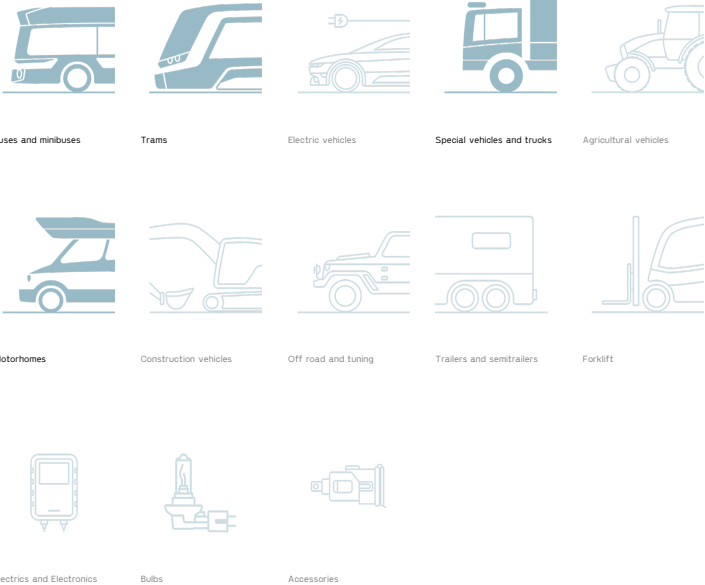 uses and minibuses
Trams
Electric vehicles
Special vehicles and trucks
Agricultural vehicles
otorhomes
Construction vehicles
Off road and tuning
Trailers and semitrailers
Forklift
ectrics and Electronics
Bulbs
Accessories